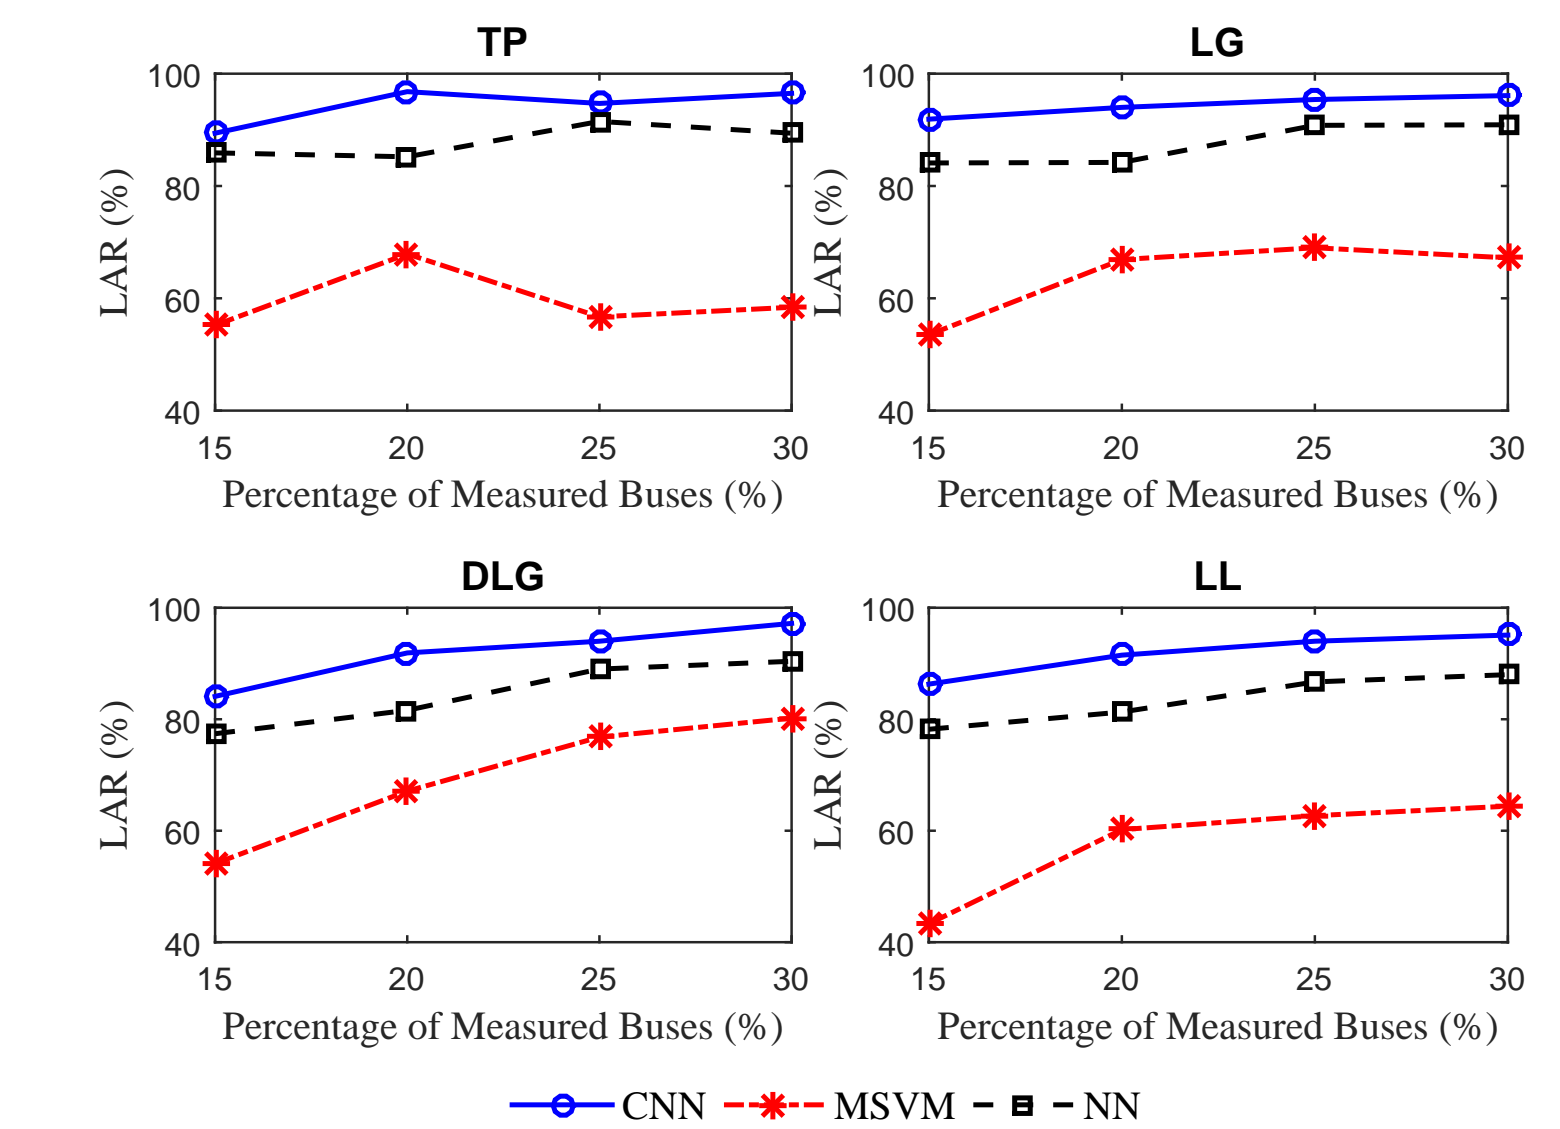 TP
LG
100
80
60
40
LAR (%)
15 20 25 30
Percentage of Measured Buses (%)
100
80
60
40
LAR (%)
15 20 25 30
Percentage of Measured Buses (%)
DLG
LL
100
80
60
40
LAR (%)
15 20 25 30
Percentage of Measured Buses (%)
100
80
60
40
LAR (%)
15 20 25 30
Percentage of Measured Buses (%)
CNN MSVM NN